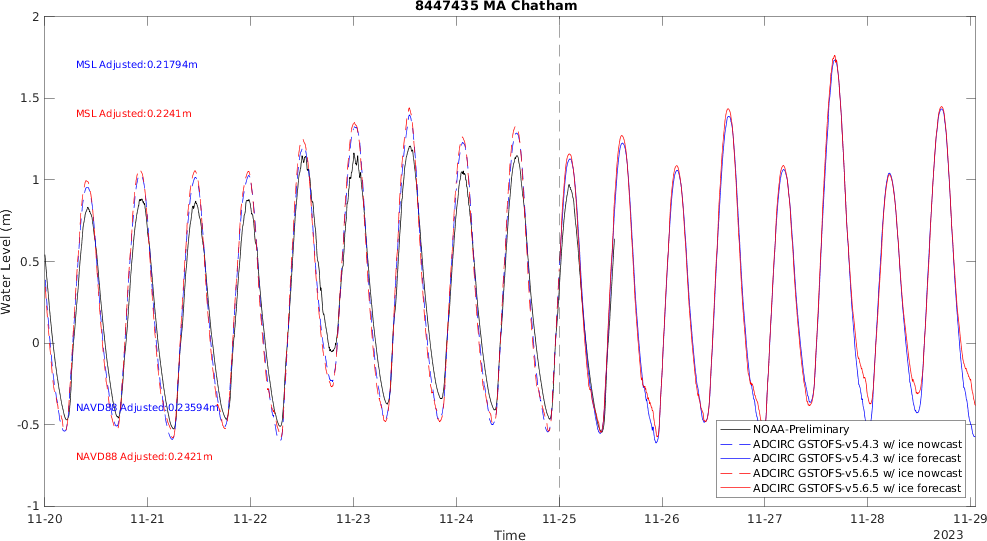 8447435 MA Chatham
2
1.5
1
0.5
0
-0.5
-1
Water Level (m)
MSL Adjusted:0.21794m
MSL Adjusted:0.2241m
NAVD88 Adjusted:0.23594m
NAVD88 Adjusted:0.2421m
NOAA-Preliminary
ADCIRC GSTOFS-v5.4.3 w/ ice nowcast
ADCIRC GSTOFS-v5.4.3 w/ ice forecast
ADCIRC GSTOFS-v5.6.5 w/ ice nowcast
ADCIRC GSTOFS-v5.6.5 w/ ice forecast
11-20 11-21 11-22 11-23 11-24 11-25 11-26 11-27 11-28 11-29
Time
2023